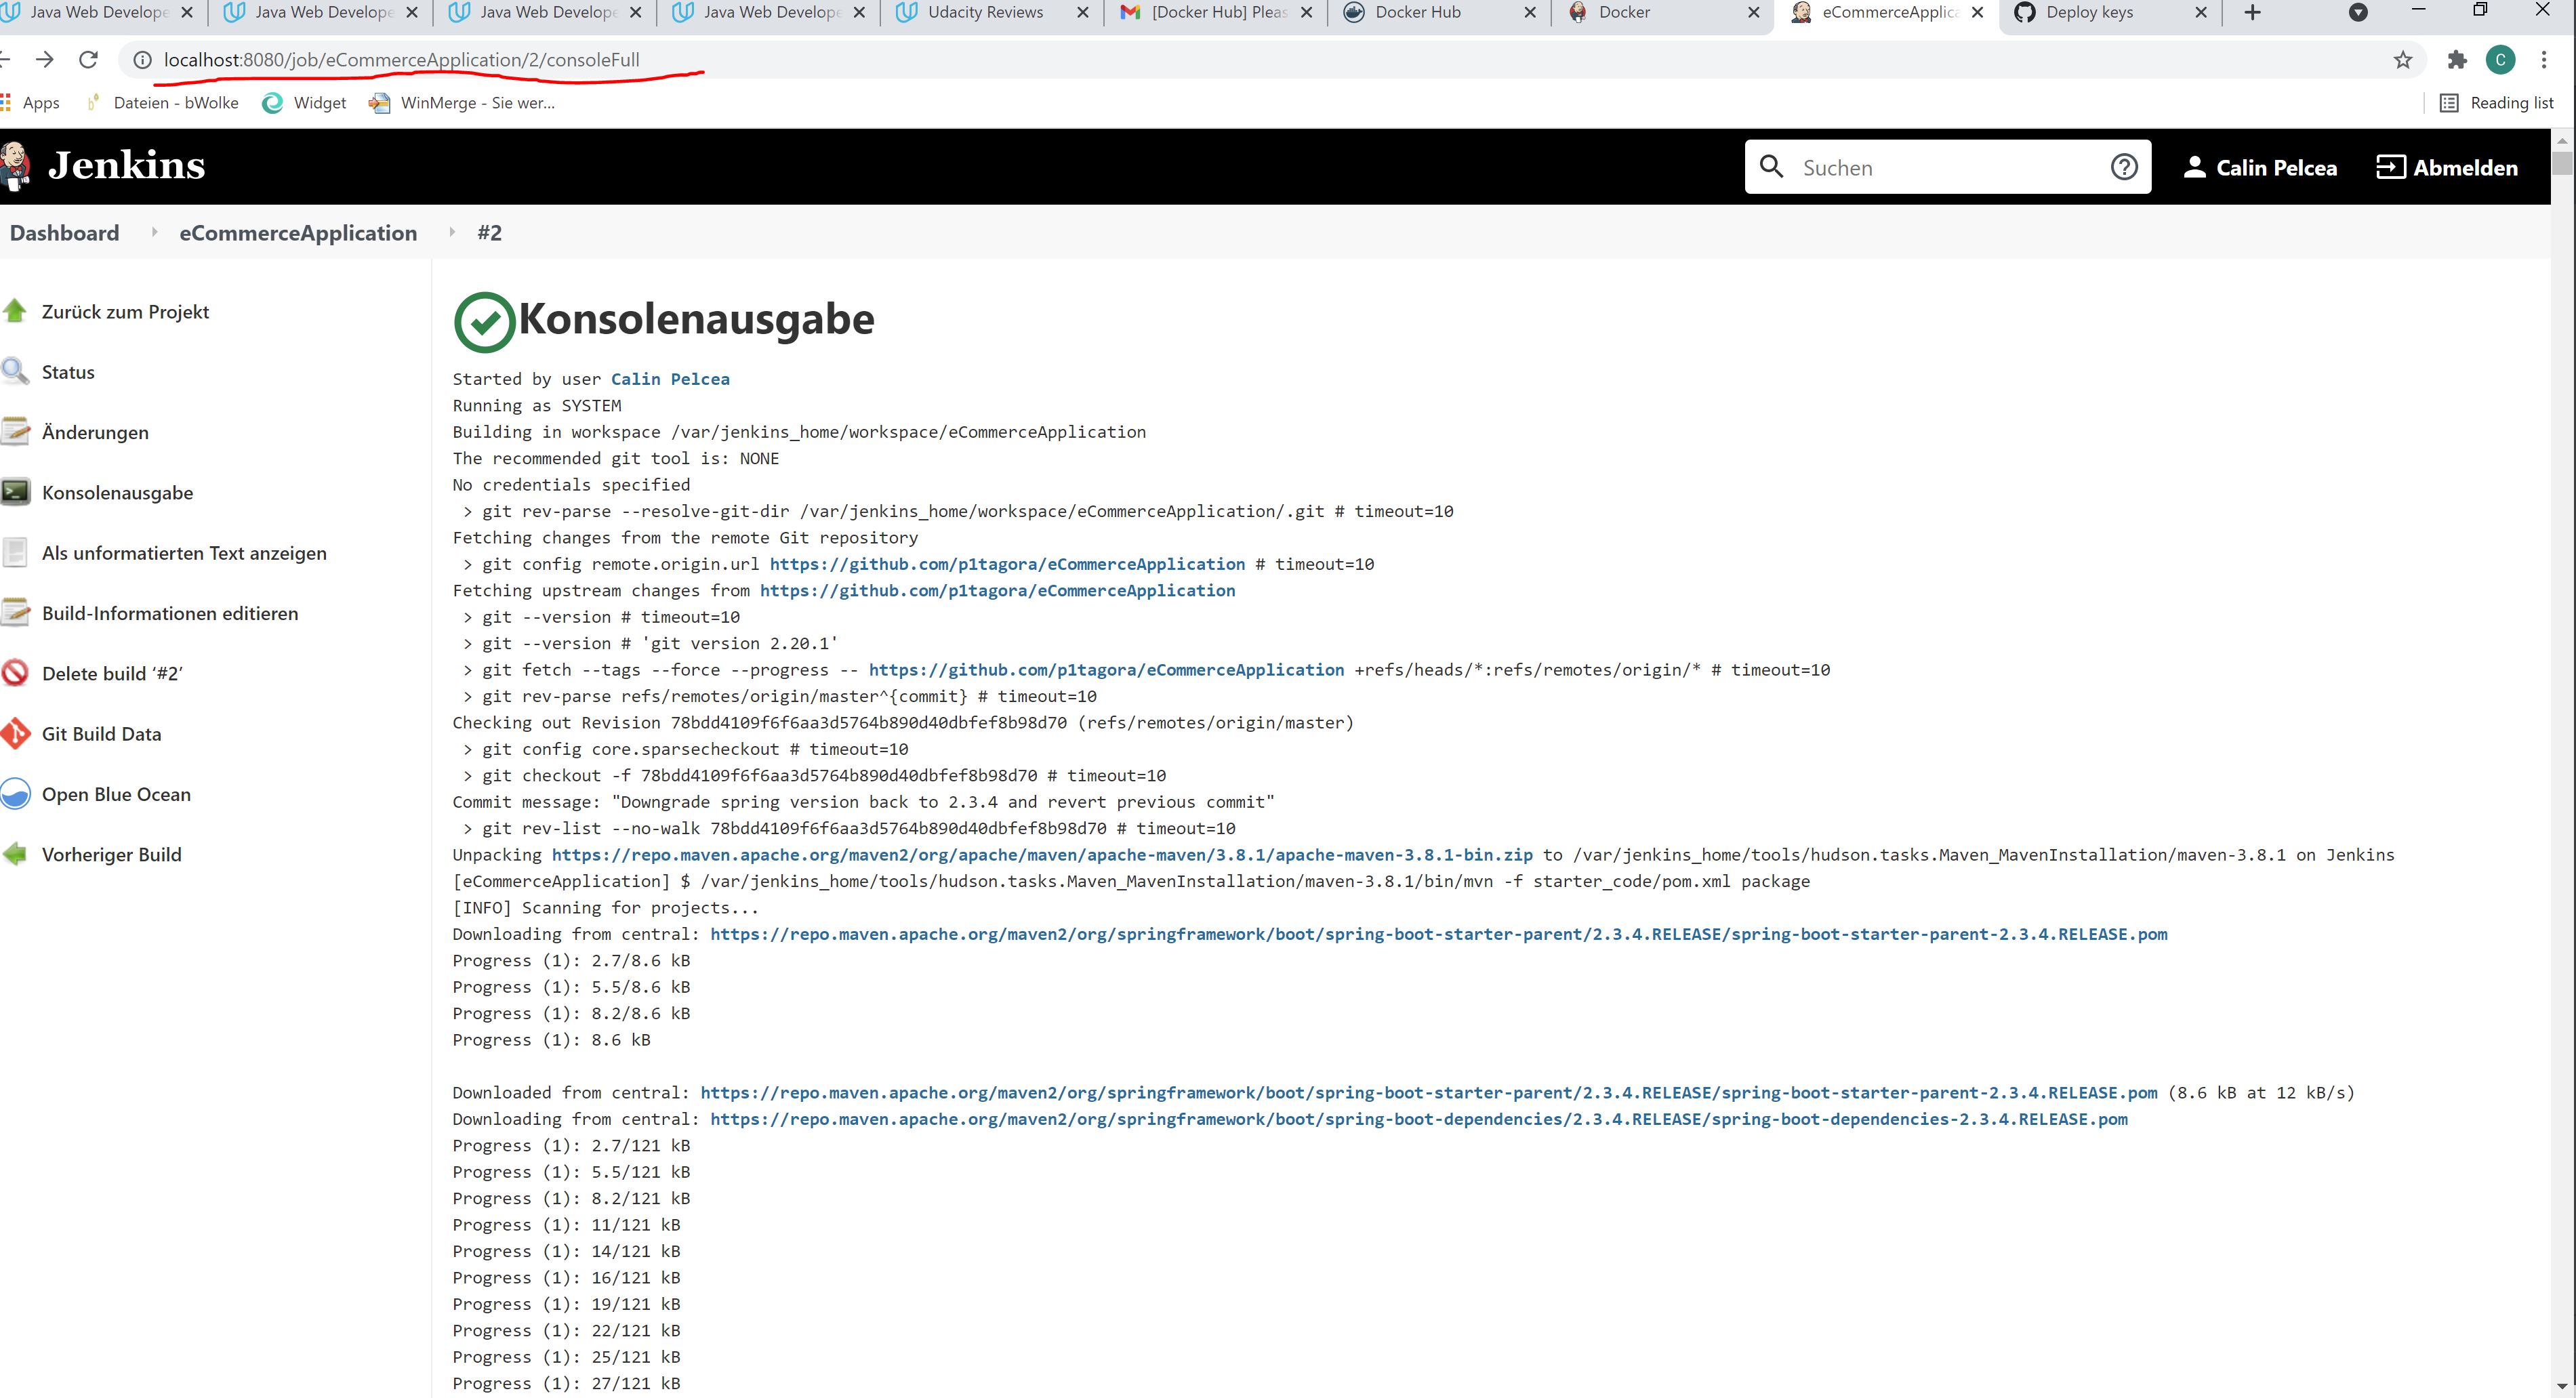 Java Web Develope
Java Web Develope
Java Web Develope
Java Web Develope
Udacity Reviews
[Docker Hub] Pleas
Docker Hub
Docker
eCommerceApplica
Deploy keys
localhost:8080/job/eCommerceApplication/2/consoleFull
C
Apps
Dateien - bWolke
Widget
WinMerge - Sie wer...
Reading list
Jenkins
Suchen
Calin Pelcea
Abmelden
Dashboard
eCommerceApplication
#2
Zurück zum Projekt
Status
Änderungen
Konsolenausgabe
Als unformatierten Text anzeigen
Build-Informationen editieren
Delete build ‘#2’
Git Build Data
Open Blue Ocean
Vorheriger Build
Konsolenausgabe
Started by user Calin Pelcea
Running as SYSTEM
Building in workspace /var/jenkins_home/workspace/eCommerceApplication
The recommended git tool is: NONE
No credentials specified
> git rev-parse --resolve-git-dir /var/jenkins_home/workspace/eCommerceApplication/.git # timeout=10
Fetching changes from the remote Git repository
> git config remote.origin.url https://github.com/p1tagora/eCommerceApplication # timeout=10
Fetching upstream changes from https://github.com/p1tagora/eCommerceApplication
> git --version # timeout=10
> git --version # 'git version 2.20.1'
> git fetch --tags --force --progress -- https://github.com/p1tagora/eCommerceApplication +refs/heads/*:refs/remotes/origin/* # timeout=10
> git rev-parse refs/remotes/origin/master^{commit} # timeout=10
Checking out Revision 78bdd4109f6f6aa3d5764b890d40dbfef8b98d70 (refs/remotes/origin/master)
> git config core.sparsecheckout # timeout=10
> git checkout -f 78bdd4109f6f6aa3d5764b890d40dbfef8b98d70 # timeout=10
Commit message: "Downgrade spring version back to 2.3.4 and revert previous commit"
> git rev-list --no-walk 78bdd4109f6f6aa3d5764b890d40dbfef8b98d70 # timeout=10
Unpacking https://repo.maven.apache.org/maven2/org/apache/maven/apache-maven/3.8.1/apache-maven-3.8.1-bin.zip to /var/jenkins_home/tools/hudson.tasks.Maven_MavenInstallation/maven-3.8.1 on Jenkins
[eCommerceApplication] $ /var/jenkins_home/tools/hudson.tasks.Maven_MavenInstallation/maven-3.8.1/bin/mvn -f starter_code/pom.xml package
[INFO] Scanning for projects...
Downloading from central: https://repo.maven.apache.org/maven2/org/springframework/boot/spring-boot-starter-parent/2.3.4.RELEASE/spring-boot-starter-parent-2.3.4.RELEASE.pom
Progress (1): 2.7/8.6 kB
Progress (1): 5.5/8.6 kB
Progress (1): 8.2/8.6 kB
Progress (1): 8.6 kB
Downloaded from central: https://repo.maven.apache.org/maven2/org/springframework/boot/spring-boot-starter-parent/2.3.4.RELEASE/spring-boot-starter-parent-2.3.4.RELEASE.pom (8.6 kB at 12 kB/s)
Downloading from central: https://repo.maven.apache.org/maven2/org/springframework/boot/spring-boot-dependencies/2.3.4.RELEASE/spring-boot-dependencies-2.3.4.RELEASE.pom
Progress (1): 2.7/121 kB
Progress (1): 5.5/121 kB
Progress (1): 8.2/121 kB
Progress (1): 11/121 kB
Progress (1): 14/121 kB
Progress (1): 16/121 kB
Progress (1): 19/121 kB
Progress (1): 22/121 kB
Progress (1): 25/121 kB
Progress (1): 27/121 kB